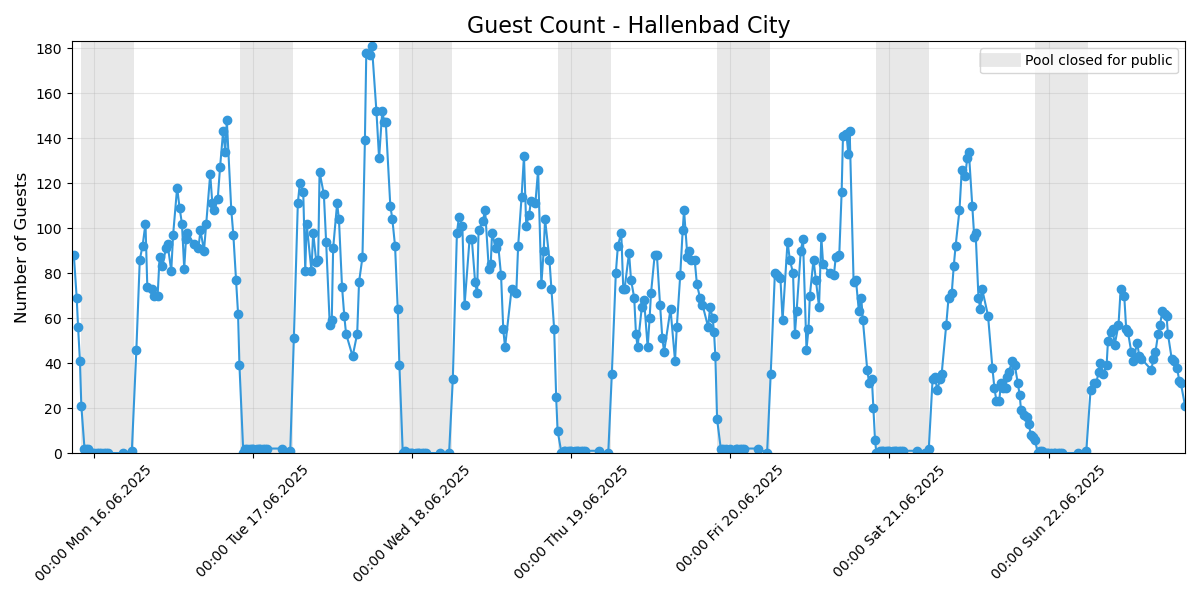 Guest Count - Hallenbad City
Pool closed for public
Number of Guests
180
160
140
120
100
80
60
40
20
0
00:00 Mon 16.06.2025
00:00 Tue 17.06.2025
00:00 Wed 18.06.2025
00:00 Thu 19.06.2025
00:00 Fri 20.06.2025
00:00 Sat 21.06.2025
00:00 Sun 22.06.2025